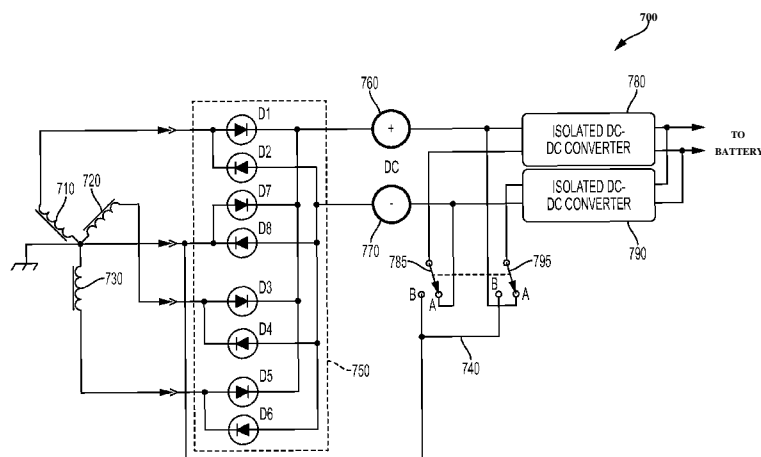 700
760
780
D1
+
ISOLATED DC-
DC CONVERTER
TO
BATTERY
D2
DC
710
720
D7
-
ISOLATED DC-
DC CONVERTER
D8
770
790
730
785
795
D3
B
A
B
A
D4
740
750
D5
D6